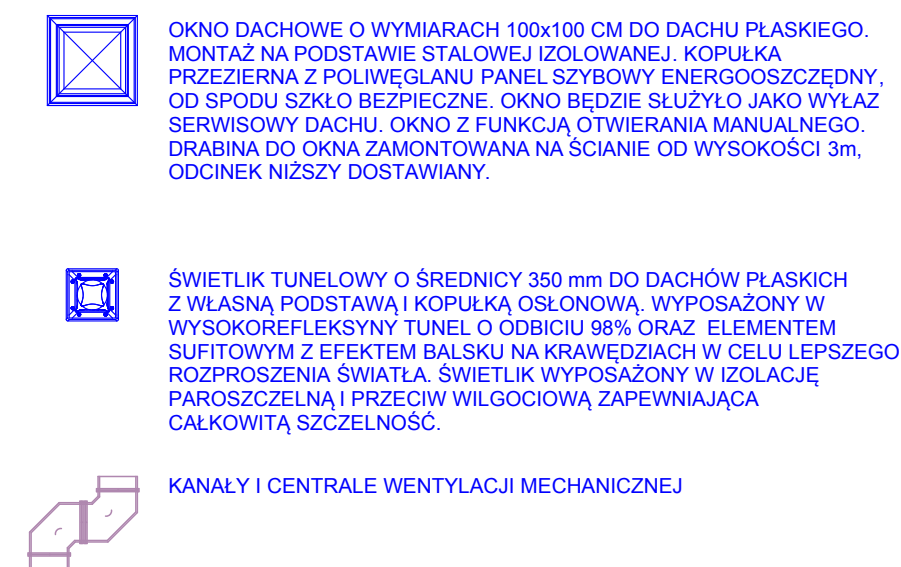 OKNO DACHOWE O WYMIARACH 100x100 CM DO DACHU PŁASKIEGO.
MONTAŻ NA PODSTAWIE STALOWEJ IZOLOWANEJ. KOPUŁKA
PRZEZIERNA Z POLIWĘGLANU PANEL SZYBOWY ENERGOOSZCZĘDNY,
OD SPODU SZKŁO BEZPIECZNE. OKNO BĘDZIE SŁUŻYŁO JAKO WYŁAZ
SERWISOWY DACHU. OKNO Z FUNKCJĄ OTWIERANIA MANUALNEGO.
DRABINA DO OKNA ZAMONTOWANA NA ŚCIANIE OD WYSOKOŚCI 3m,
ODCINEK NIŻSZY DOSTAWIANY.
ŚWIETLIK TUNELOWY O ŚREDNICY 350 mm DO DACHÓW PŁASKICH
Z WŁASNĄ PODSTAWĄ I KOPUŁKĄ OSŁONOWĄ. WYPOSAŻONY W
WYSOKOREFLEKSYNY TUNEL O ODBICIU 98% ORAZ ELEMENTEM
SUFITOWYM Z EFEKTEM BALSKU NA KRAWĘDZIACH W CELU LEPSZEGO
ROZPROSZENIA ŚWIATŁA. ŚWIETLIK WYPOSAŻONY W IZOLACJĘ
PAROSZCZELNĄ I PRZECIW WILGOCIOWĄ ZAPEWNIAJĄCA
CAŁKOWITĄ SZCZELNOŚĆ.
KANAŁY I CENTRALE WENTYLACJI MECHANICZNEJ